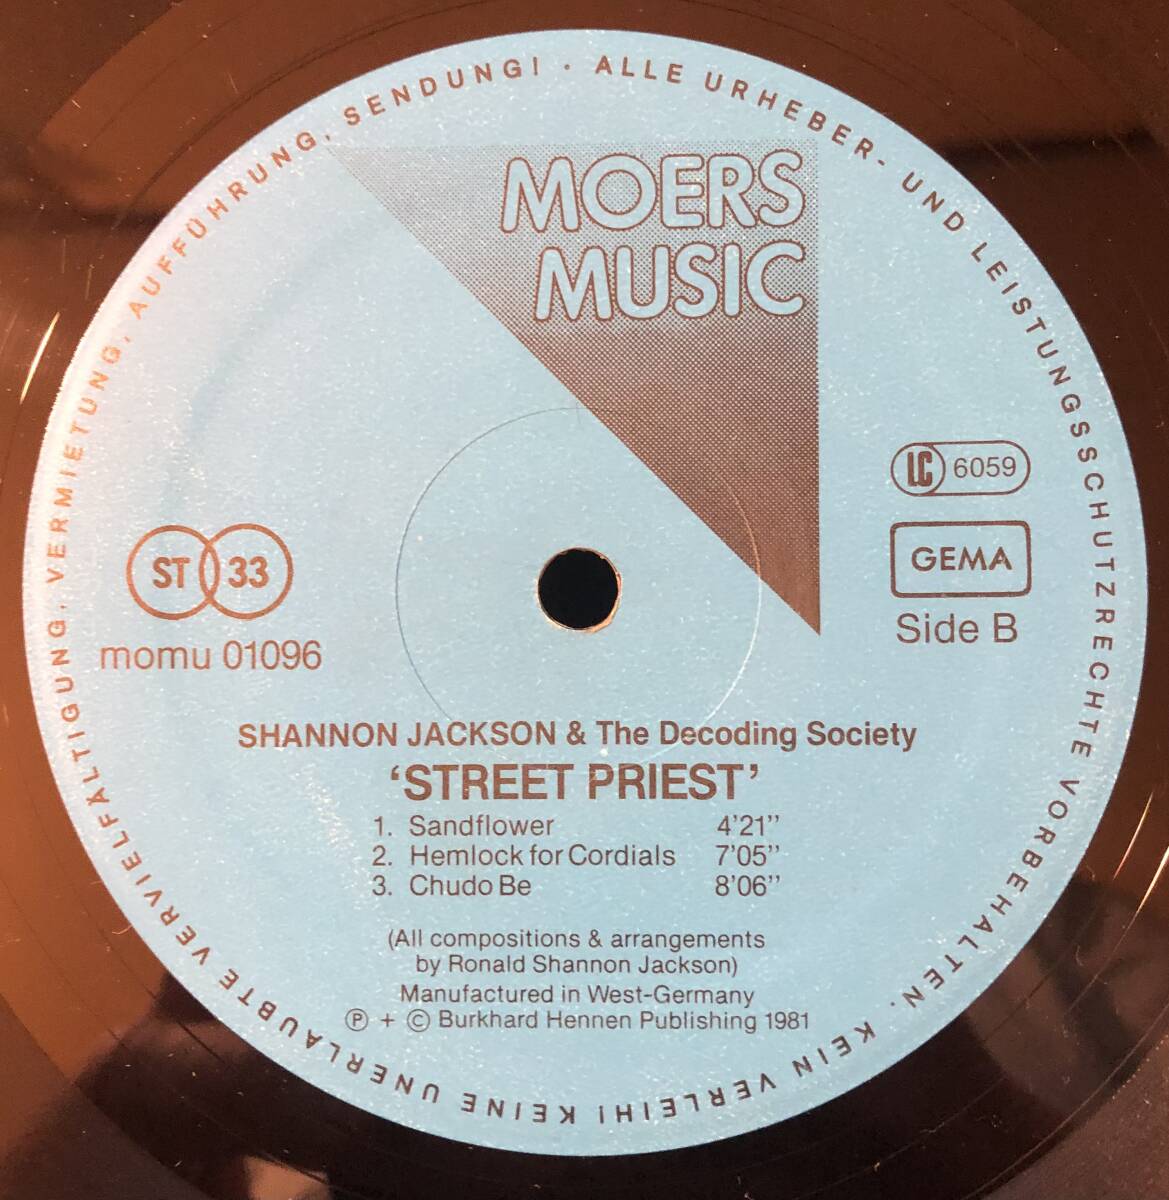 ALLE URHEBER- UND LEISTUNGSSCHUTZRECHTE VORBEHALTEN. KEIN VERLEIH! KEINE UNERLAUBTE VERVIELFÄLTIGUNG, VERMIETUNG, AUFFÜHRUNG, SENDUNG! ·
MOERS
MUSIC
LC 6059
ST 33
GEMA
momu 01096
Side B
SHANNON JACKSON & The Decoding Society
‘STREET PRIEST’
1. Sandflower 4’21’’
2. Hemlock for Cordials 7’05’’
3. Chudo Be 8’06’’
(All compositions & arrangements
by Ronald Shannon Jackson)
Manufactured in West-Germany
Ⓟ + © Burkhard Hennen Publishing 1981